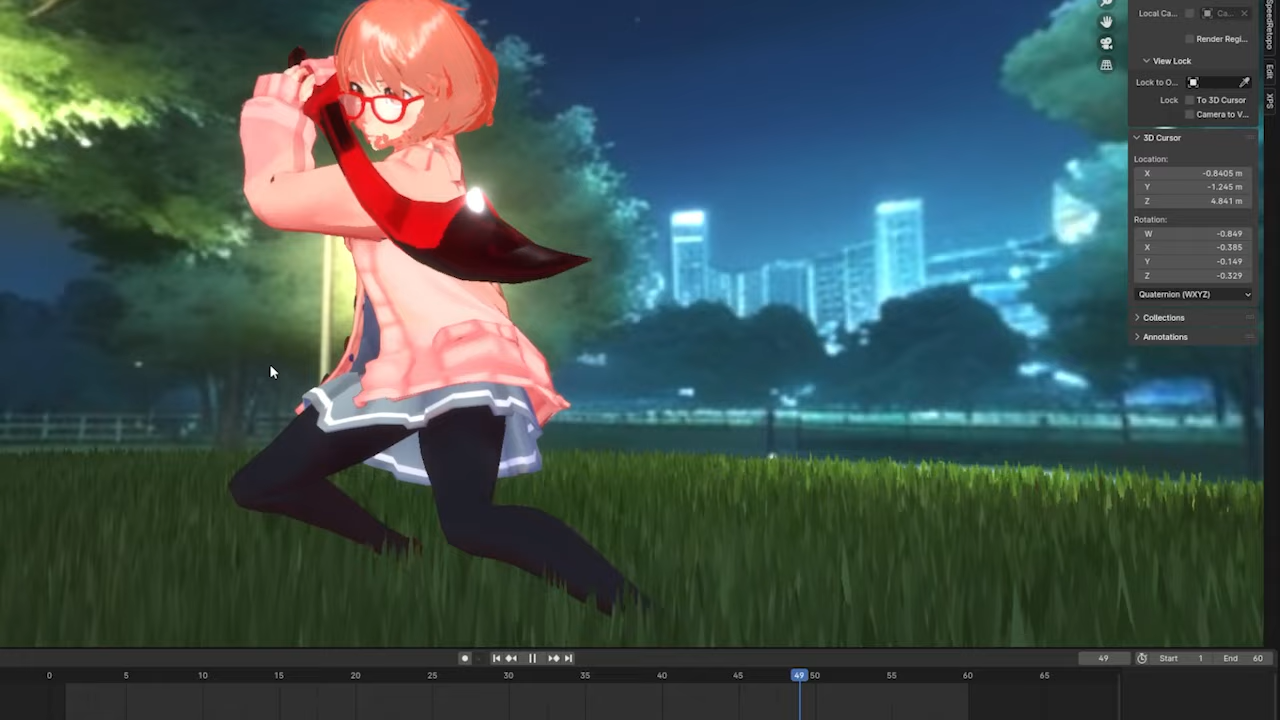 Local Ca...
Ca...
Render Regi...
View Lock
Lock to O...
Lock
To 3D Cursor
Camera to V...
3D Cursor
Location:
X -0.8405 m
Y -1.245 m
Z 4.841 m
Rotation:
W -0.849
X -0.385
Y -0.149
Z -0.329
Quaternion (WXYZ)
Collections
Annotations
SpeedRetopo
Edit
XPS
49
Start 1
End 60
0 5 10 15 20 25 30 35 40 45 49 50 55 60 65